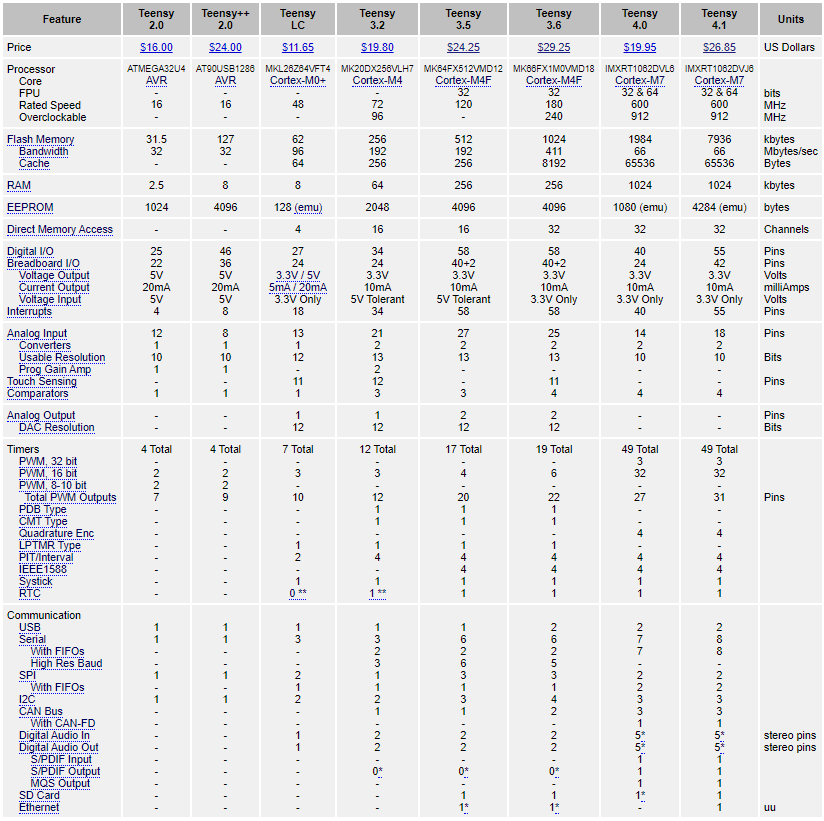 Feature Teensy 2.0 Teensy++ 2.0 Teensy LC Teensy 3.2 Teensy 3.5 Teensy 3.6 Teensy 4.0 Teensy 4.1 Units
Price $16.00 $24.00 $11.65 $19.80 $24.25 $29.25 $19.95 $26.85 US Dollars
Processor ATMEGA32U4 AT90USB1286 MKL26Z64VFT4 MK20DX256VLH7 MK64FX512VMD12 MK66FX1M0VMD18 IMXRT1062DVL6 IMXRT1062DVJ6
Core AVR AVR Cortex-M0+ Cortex-M4 Cortex-M4F Cortex-M4F Cortex-M7 Cortex-M7
FPU - - - - 32 32 32 & 64 32 & 64 bits
Rated Speed 16 16 48 72 120 180 600 600 MHz
Overclockable - - - 96 - 240 912 912 MHz
Flash Memory 31.5 127 62 256 512 1024 1984 7936 kbytes
Bandwidth 32 32 96 192 192 411 66 66 Mbytes/sec
Cache - - 64 256 256 8192 65536 65536 Bytes
RAM 2.5 8 8 64 256 256 1024 1024 kbytes
EEPROM 1024 4096 128 (emu) 2048 4096 4096 1080 (emu) 4284 (emu) bytes
Direct Memory Access - - 4 16 16 32 32 32 Channels
Digital I/O 25 46 27 34 58 58 40 55 Pins
Breadboard I/O 22 36 24 24 40+2 40+2 24 42 Pins
Voltage Output 5V 5V 3.3V / 5V 3.3V 3.3V 3.3V 3.3V 3.3V Volts
Current Output 20mA 20mA 5mA / 20mA 10mA 10mA 10mA 10mA 10mA milliAmps
Voltage Input 5V 5V 3.3V Only 5V Tolerant 5V Tolerant 3.3V Only 3.3V Only 3.3V Only Volts
Interrupts 4 8 18 34 58 58 40 55 Pins
Analog Input 12 8 13 21 27 25 14 18 Pins
Converters 1 1 1 2 2 2 2 2
Usable Resolution 10 10 12 13 13 13 10 10 Bits
Prog Gain Amp 1 1 - 2 - - - -
Touch Sensing - - 11 12 - 11 - - Pins
Comparators 1 1 1 3 3 4 4 4
Analog Output - - 1 1 2 2 - - Pins
DAC Resolution - - 12 12 12 12 - - Bits
Timers 4 Total 4 Total 7 Total 12 Total 17 Total 19 Total 49 Total 49 Total
PWM, 32 bit - - - - - - 3 3
PWM, 16 bit 2 2 3 3 4 6 32 32
PWM, 8-10 bit 2 2 - - - - - -
Total PWM Outputs 7 9 10 12 20 22 27 31 Pins
PDB Type - - - 1 1 1 - -
CMT Type - - - 1 1 1 - -
Quadrature Enc - - - - - - 4 4
LPTMR Type - - 1 1 1 1 - -
PIT/Interval - - 2 4 4 4 4 4
IEEE1588 - - - - 4 4 4 4
Systick - - 1 1 1 1 1 1
RTC - - 0 ** 1 ** 1 1 1 1
Communication
USB 1 1 1 1 1 2 2 2
Serial 1 1 3 3 6 6 7 8
With FIFOs - - - 2 2 2 7 8
High Res Baud - - - 3 6 5 - -
SPI 1 1 2 1 3 3 2 2
With FIFOs - - 1 1 1 1 2 2
I2C 1 1 2 2 3 4 3 3
CAN Bus - - - 1 1 2 3 3
With CAN-FD - - - - - - 1 1
Digital Audio In - - 1 2 2 2 5* 5* stereo pins
Digital Audio Out - - 1 2 2 2 5* 5* stereo pins
S/PDIF Input - - - - - - 1 1
S/PDIF Output - - - 0* 0* 0* 1 1
MQS Output - - - - - - 1 1
SD Card - - - - 1 1 1* 1
Ethernet - - - - 1* 1* - 1 uu